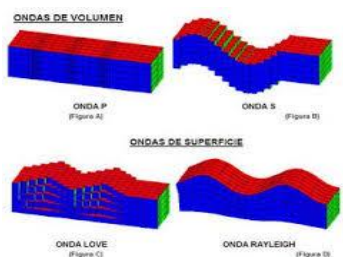 ONDAS DE VOLUMEN
ONDA P
(Figura A)
ONDA S
(Figura B)
ONDAS DE SUPERFICIE
ONDA LOVE
(Figura C)
ONDA RAYLEIGH
(Figura D)